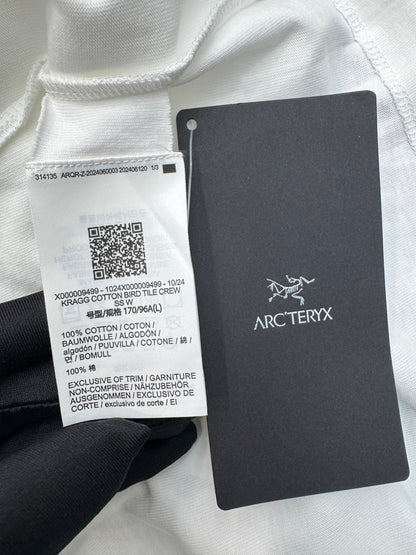 314135 ARQR-Z-2024060003 20240612O 1/3
X000009499 - 1024X000009499 - 10/24
KRAGG COTTON BIRD TILE CREW
SS W
号型/规格 170/96A(L)
100% COTTON / COTON /
BAUMWOLLE / ALGODÃO /
algodón / PUUVILLA / COTONE / 綿 /
면 / BOMULL
100% 棉
EXCLUSIVE OF TRIM / GARNITURE
NON-COMPRISE / NÄHZUBEHÖR
AUSGENOMMEN / ESCLUSIVO DE
CORTE / exclusivo de corte / Ei
ARC'TERYX